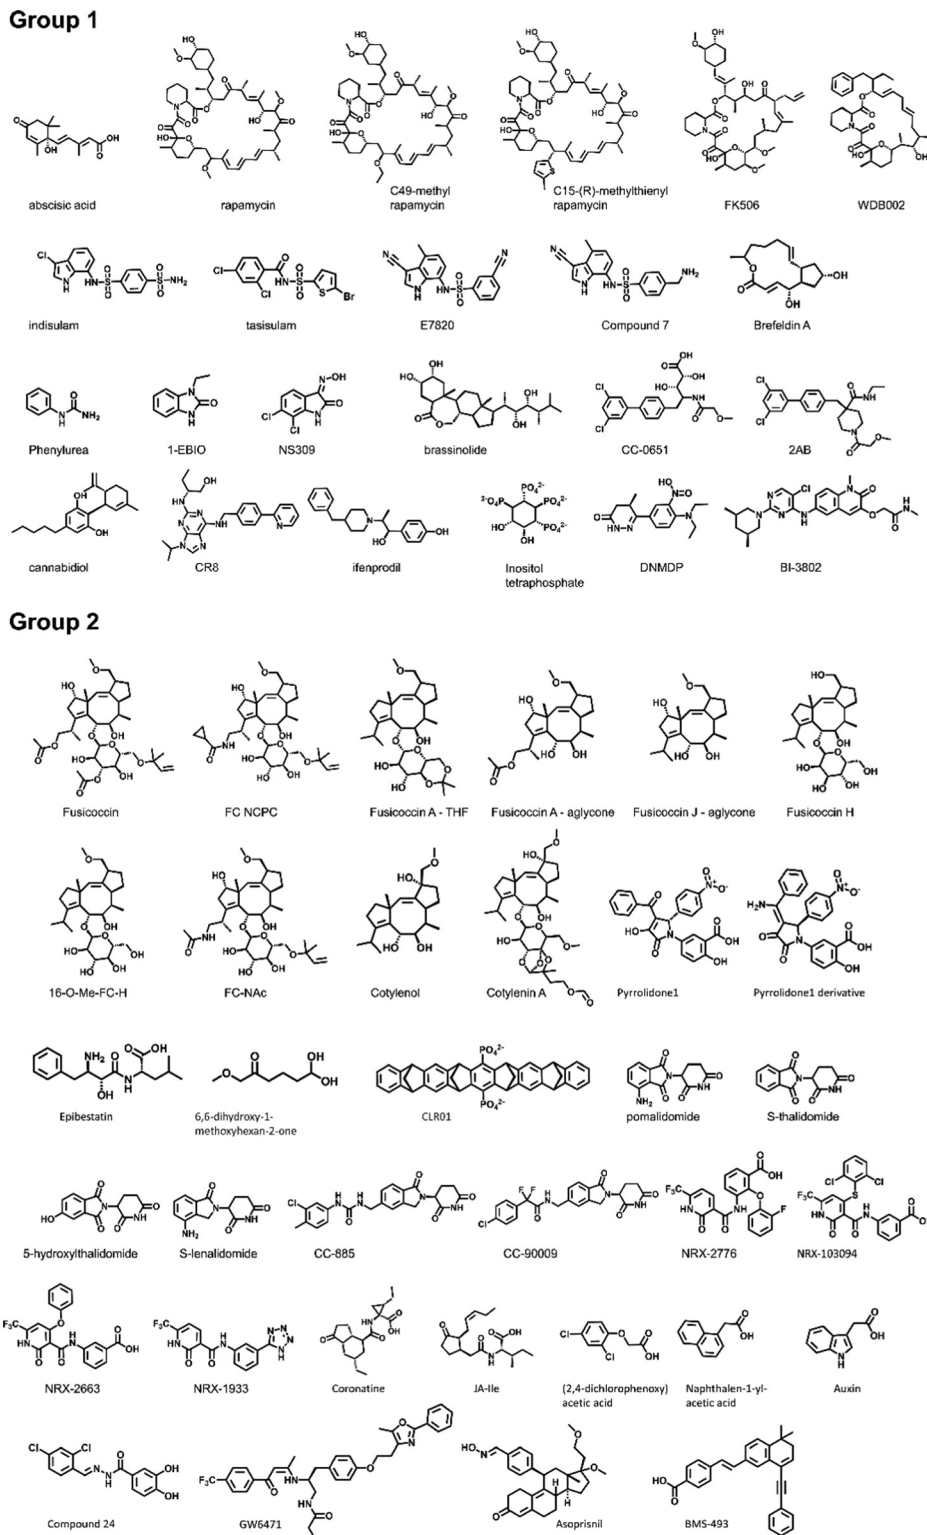 Group 1
abscisic acid
rapamycin
C49-methyl
rapamycin
C15-(R)-methylthienyl
rapamycin
FK506
WDB002
indisulam
tasisulam
E7820
Compound 7
Brefeldin A
Phenylurea
1-EBIO
NS309
brassinolide
CC-0651
2AB
cannabidiol
CR8
ifenprodil
Inositol
tetraphosphate
DNMDP
BI-3802
Group 2
Fusicoccin
FC NCPC
Fusicoccin A - THF
Fusicoccin A - aglycone
Fusicoccin J - aglycone
Fusicoccin H
16-O-Me-FC-H
FC-NAc
Cotylenol
Cotylenin A
Pyrrolidone1
Pyrrolidone1 derivative
Epibestatin
6,6-dihydroxy-1-
methoxyhexan-2-one
CLR01
pomalidomide
S-thalidomide
5-hydroxylthalidomide
S-lenalidomide
CC-885
CC-90009
NRX-2776
NRX-103094
NRX-2663
NRX-1933
Coronatine
JA-Ile
(2,4-dichlorophenoxy)
acetic acid
Naphthalen-1-yl-
acetic acid
Auxin
Compound 24
GW6471
Asoprisnil
BMS-493